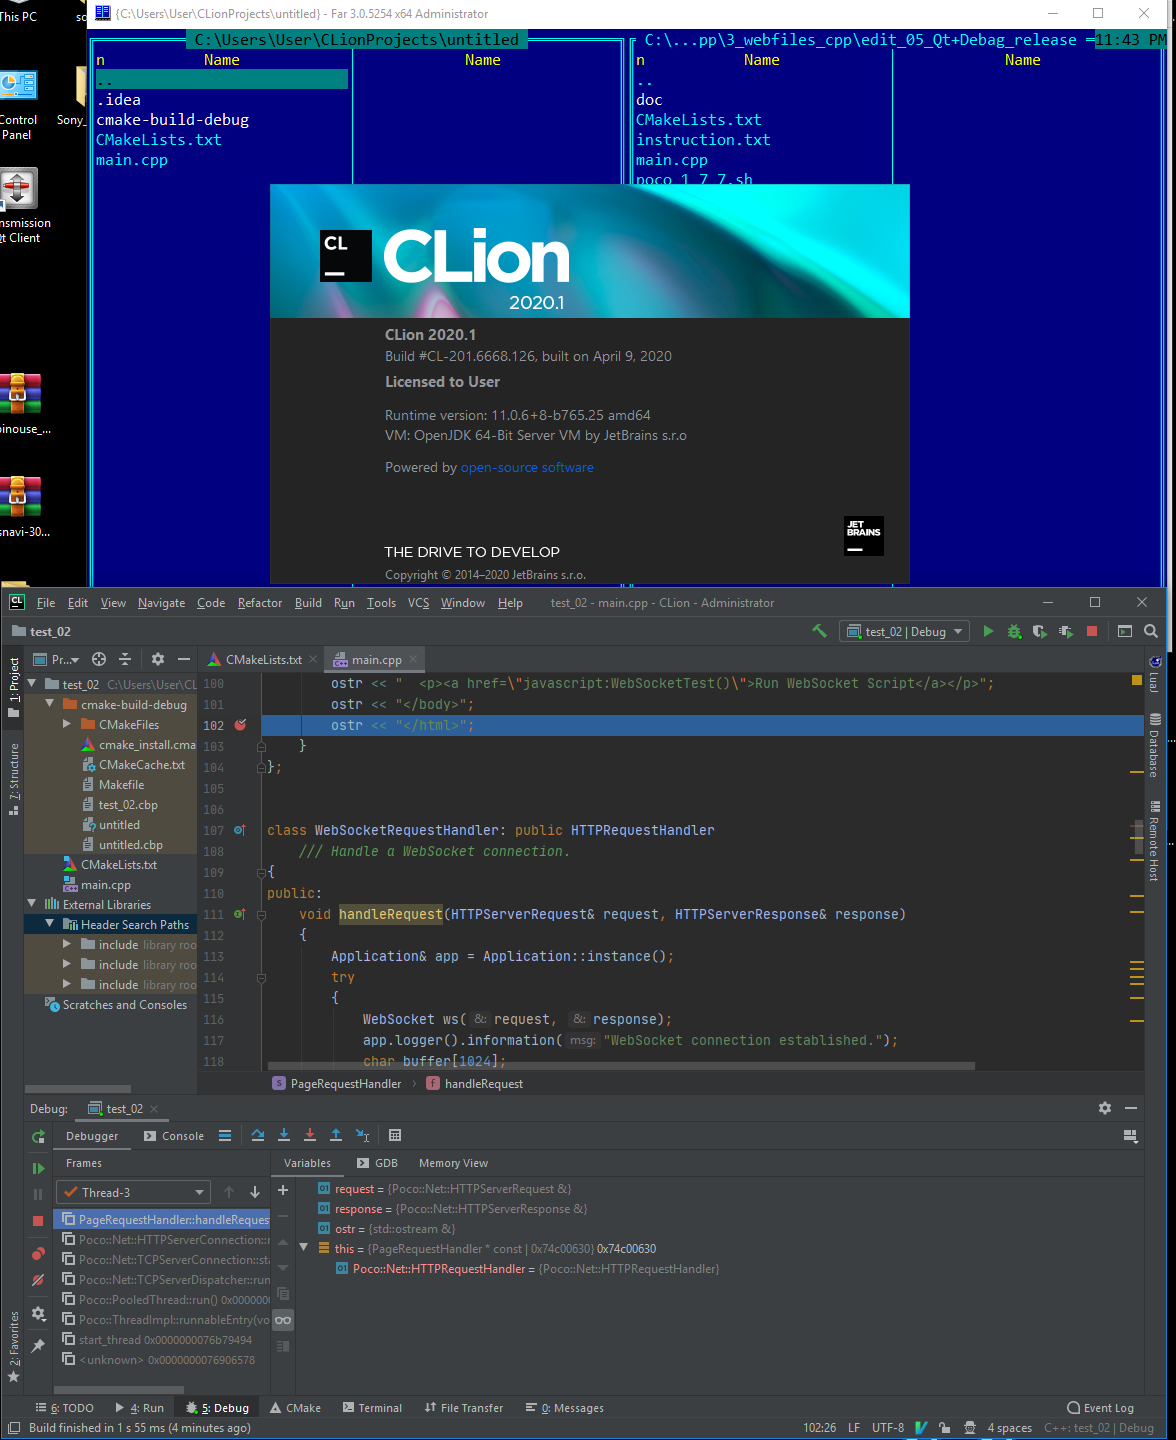 This PC
Control
Panel
nsmission
Qt Client
Sony_
{C:\Users\User\CLionProjects\untitled} - Far 3.0.5254 x64 Administrator
C:\Users\User\CLionProjects\untitled
C:\...pp\3_webfiles_cpp\edit_05_Qt+Debag_release
11:43 PM
n Name Name n Name Name
..
.idea
cmake-build-debug
CMakeLists.txt
main.cpp
..
doc
CMakeLists.txt
instruction.txt
main.cpp
poco_1_7_7.sh
CL
CLion
2020.1
CLion 2020.1
Build #CL-201.6668.126, built on April 9, 2020
Licensed to User
Runtime version: 11.0.6+8-b765.25 amd64
VM: OpenJDK 64-Bit Server VM by JetBrains s.r.o
Powered by open-source software
JET
BRAINS
THE DRIVE TO DEVELOP
Copyright © 2014–2020 JetBrains s.r.o.
CL File Edit View Navigate Code Refactor Build Run Tools VCS Window Help test_02 - main.cpp - CLion - Administrator
test_02 test_02 | Debug
Pr... CMakeLists.txt main.cpp
1: Project
7: Structure
2: Favorites
test_02 C:\Users\User\CL
cmake-build-debug
CMakeFiles
cmake_install.cma
CMakeCache.txt
Makefile
test_02.cbp
untitled
untitled.cbp
CMakeLists.txt
main.cpp
External Libraries
Header Search Paths
include library roo
include library roo
include library roo
Scratches and Consoles
100 ostr << "  <p><a href=\"javascript:WebSocketTest()\">Run WebSocket Script</a></p>";
101 ostr << "</body>";
102 ostr << "</html>";
103 }
104 };
105
106
107 class WebSocketRequestHandler: public HTTPRequestHandler
108 /// Handle a WebSocket connection.
109 {
110 public:
111 void handleRequest(HTTPServerRequest& request, HTTPServerResponse& response)
112 {
113 Application& app = Application::instance();
114 try
115 {
116 WebSocket ws( &: request, &: response);
117 app.logger().information( msg: "WebSocket connection established.");
118 char buffer[1024];
PageRequestHandler › handleRequest
luaJ
Database
Remote Host
Debug: test_02
Debugger Console
Frames Variables GDB Memory View
Thread-3
PageRequestHandler::handleReques
Poco::Net::HTTPServerConnection::r
Poco::Net::TCPServerConnection::sta
Poco::Net::TCPServerDispatcher::run
Poco::PooledThread::run() 0x000000
Poco::ThreadImpl::runnableEntry(vo
start_thread 0x0000000076b79494
<unknown> 0x0000000076906578
request = {Poco::Net::HTTPServerRequest &}
response = {Poco::Net::HTTPServerResponse &}
ostr = {std::ostream &}
this = {PageRequestHandler * const | 0x74c00630} 0x74c00630
Poco::Net::HTTPRequestHandler = {Poco::Net::HTTPRequestHandler}
6: TODO 4: Run 5: Debug CMake Terminal File Transfer 0: Messages Event Log
Build finished in 1 s 55 ms (4 minutes ago) 102:26 LF UTF-8 4 spaces C++: test_02 | Debug